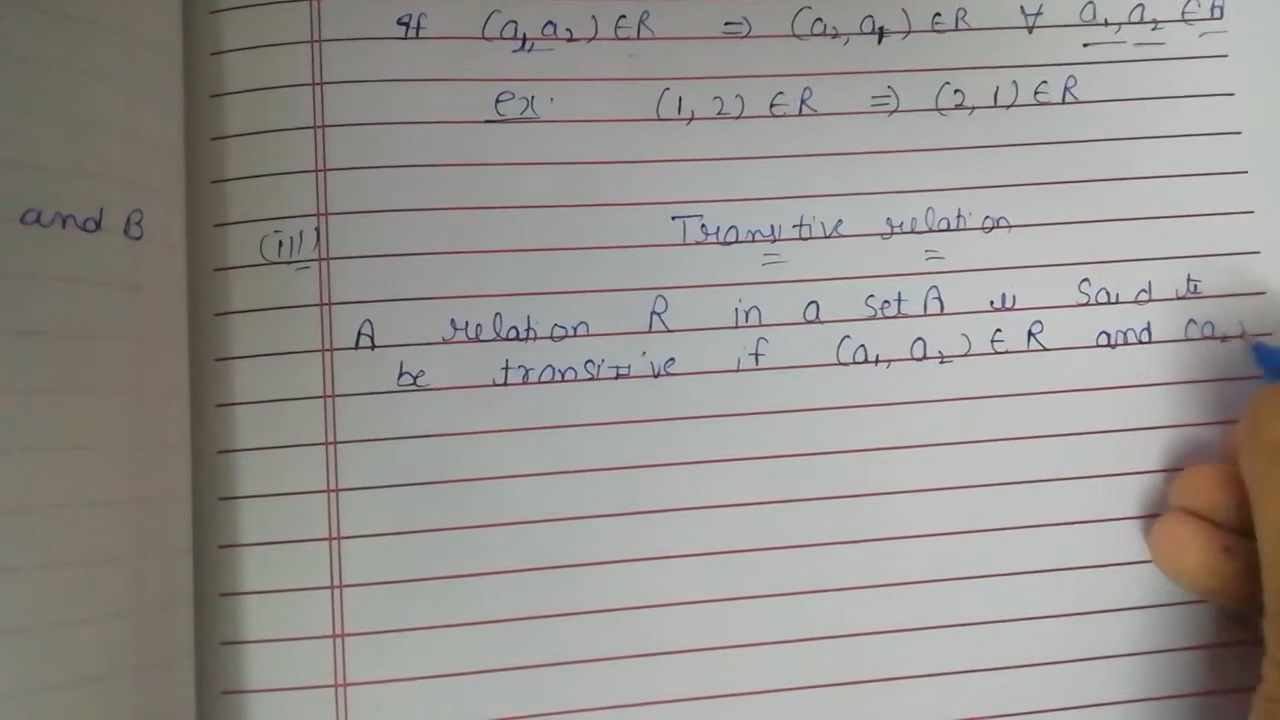 If (a1, a2) ∈ R ⇒ (a2, a1) ∈ R ∀ a1, a2 ∈ A
ex. (1, 2) ∈ R ⇒ (2, 1) ∈ R
and B
(iii) Transitive relation
A relation R in a set A is said to
be transitive if (a1, a2) ∈ R and (a2,